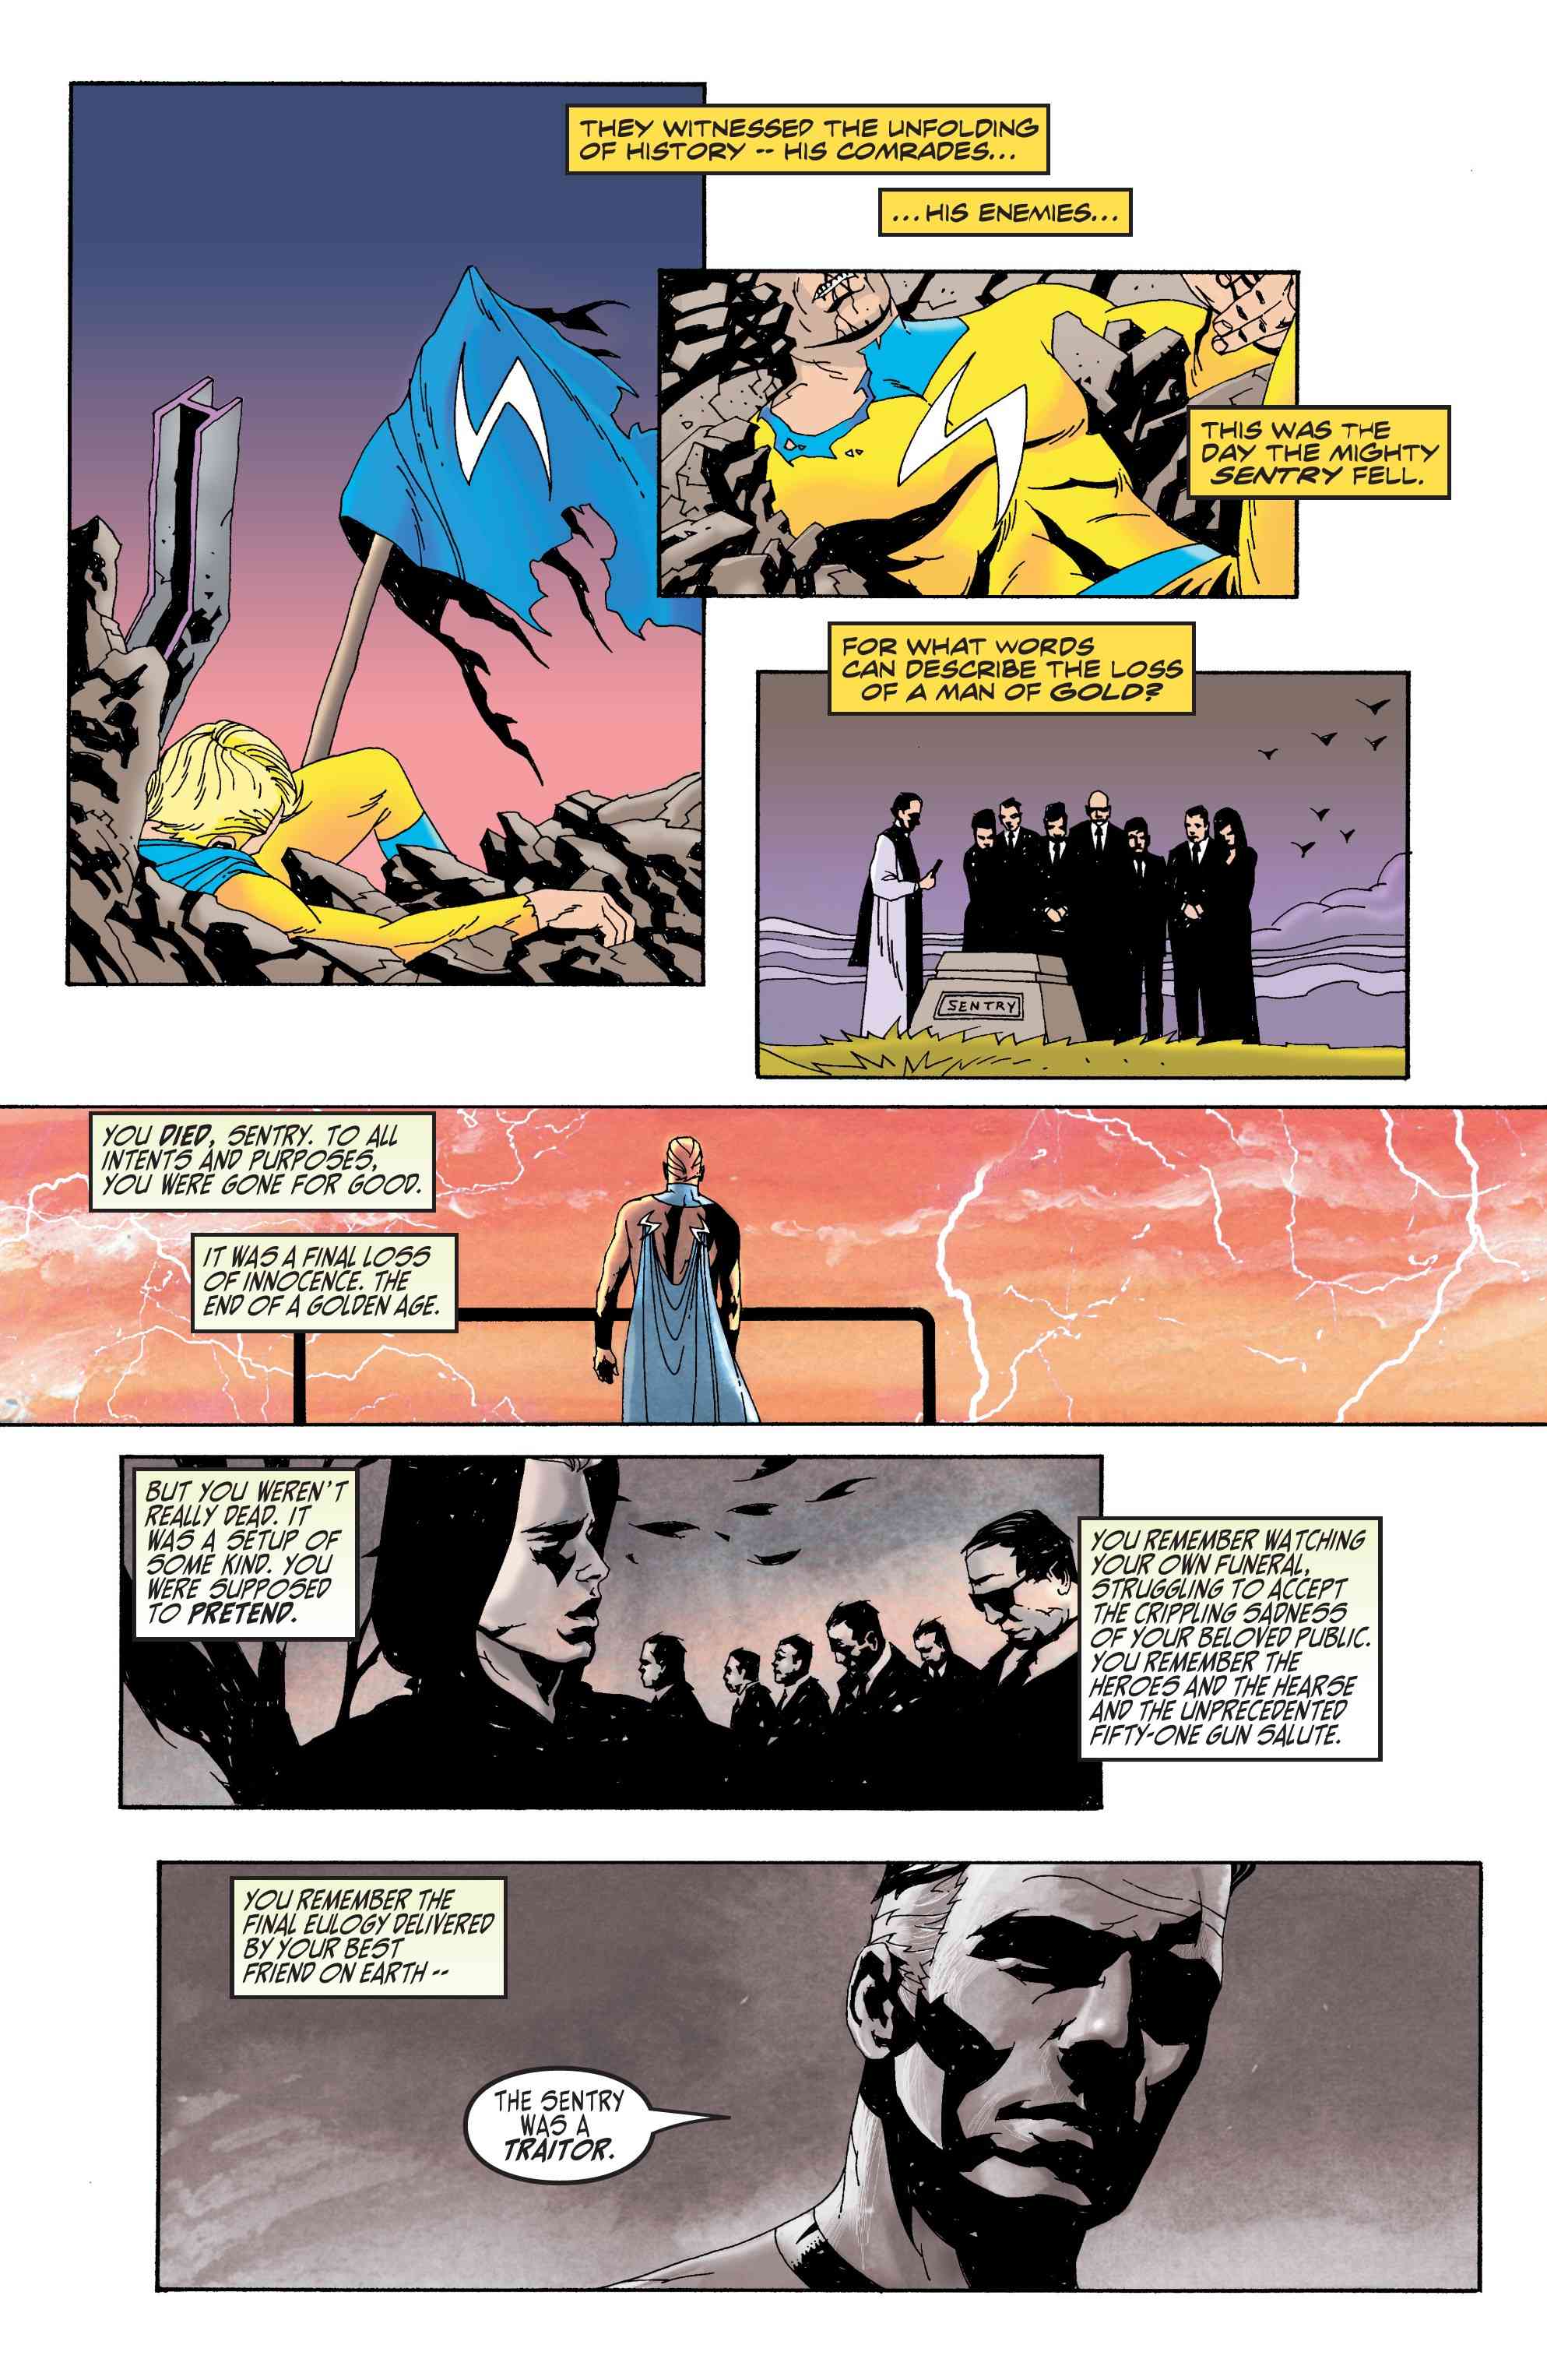 THEY WITNESSED THE UNFOLDING
OF HISTORY -- HIS COMRADES...
...HIS ENEMIES...
THIS WAS THE
DAY THE MIGHTY
SENTRY FELL.
FOR WHAT WORDS
CAN DESCRIBE THE LOSS
OF A MAN OF GOLD?
SENTRY
YOU DIED, SENTRY. TO ALL
INTENTS AND PURPOSES,
YOU WERE GONE FOR GOOD.
IT WAS A FINAL LOSS
OF INNOCENCE. THE
END OF A GOLDEN AGE.
BUT YOU WEREN'T
REALLY DEAD. IT
WAS A SETUP OF
SOME KIND. YOU
WERE SUPPOSED
TO PRETEND.
YOU REMEMBER WATCHING
YOUR OWN FUNERAL,
STRUGGLING TO ACCEPT
THE CRIPPLING SADNESS
OF YOUR BELOVED PUBLIC.
YOU REMEMBER THE
HEROES AND THE HEARSE
AND THE UNPRECEDENTED
FIFTY-ONE GUN SALUTE.
YOU REMEMBER THE
FINAL EULOGY DELIVERED
BY YOUR BEST
FRIEND ON EARTH --
THE SENTRY
WAS A
TRAITOR.